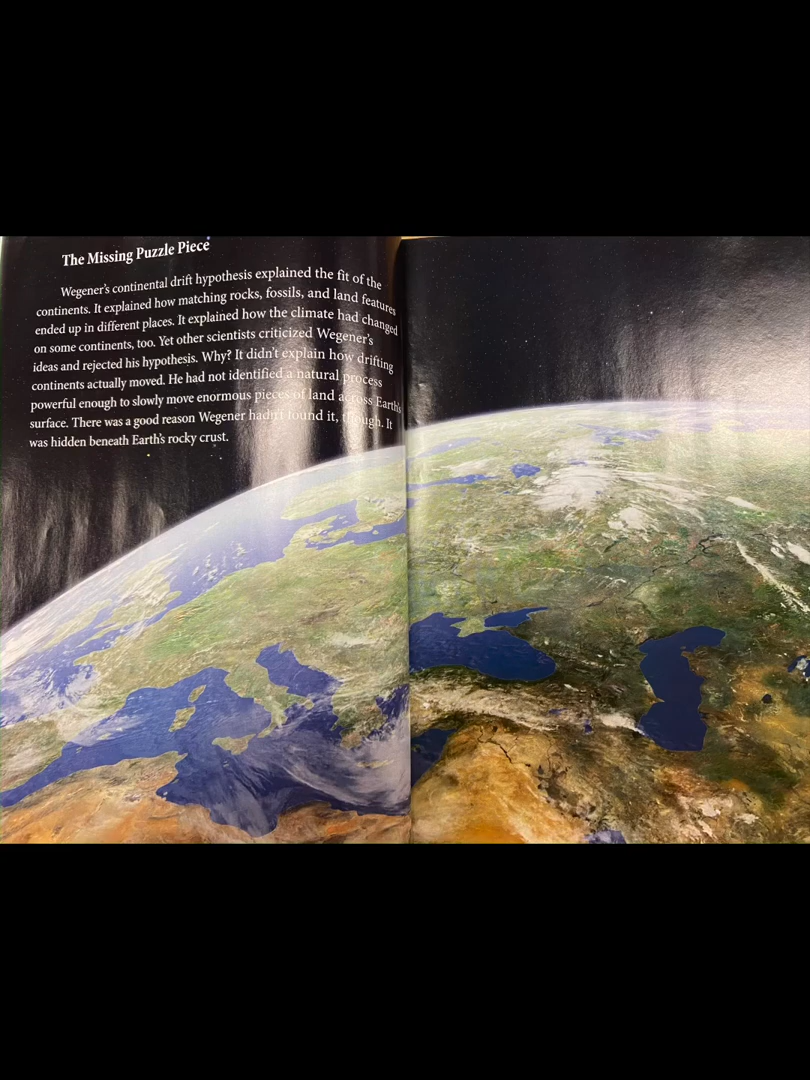 The Missing Puzzle Piece
Wegener's continental drift hypothesis explained the fit of the
continents. It explained how matching rocks, fossils, and land features
ended up in different places. It explained how the climate had changed
on some continents, too. Yet other scientists criticized Wegener's
ideas and rejected his hypothesis. Why? It didn't explain how drifting
continents actually moved. He had not identified a natural process
powerful enough to slowly move enormous pieces of land across Earth's
surface. There was a good reason Wegener hadn't found it, though. It
was hidden beneath Earth's rocky crust.